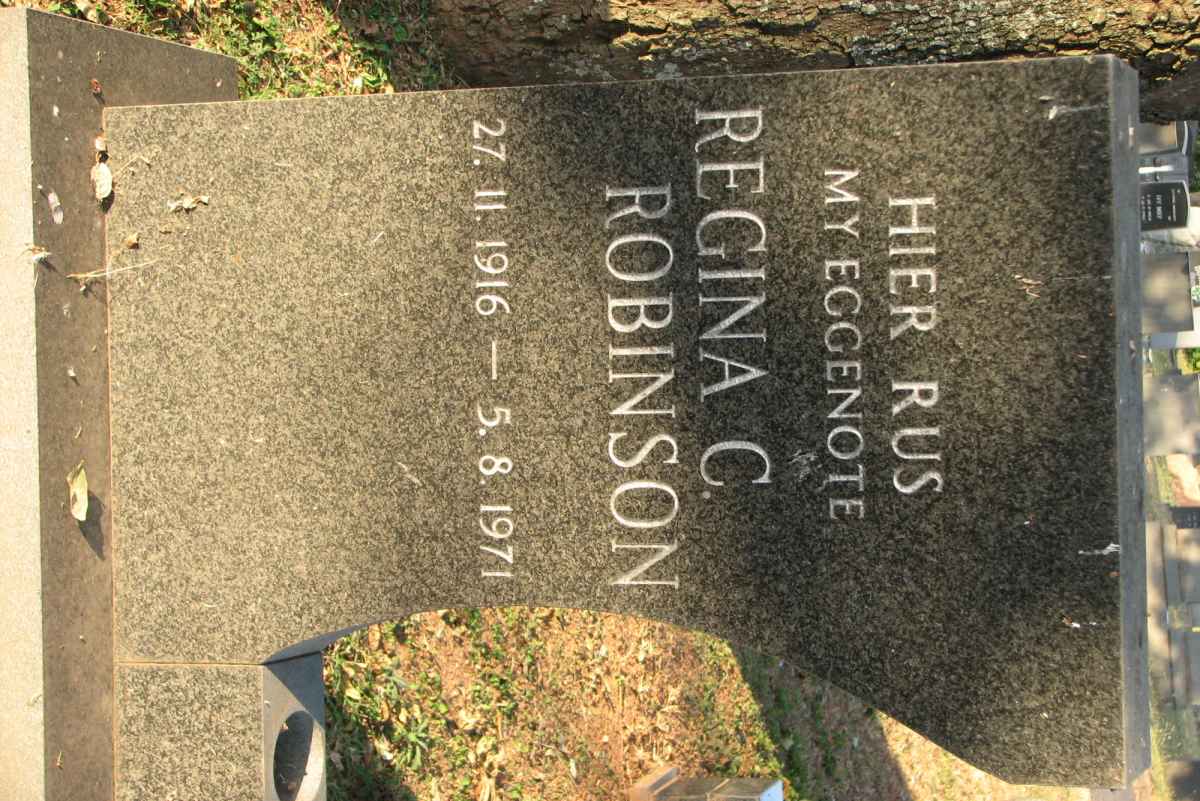 HIER RUS
MY EGGENOTE
REGINA C.
ROBINSON
27. 11. 1916 — 5. 8. 1971